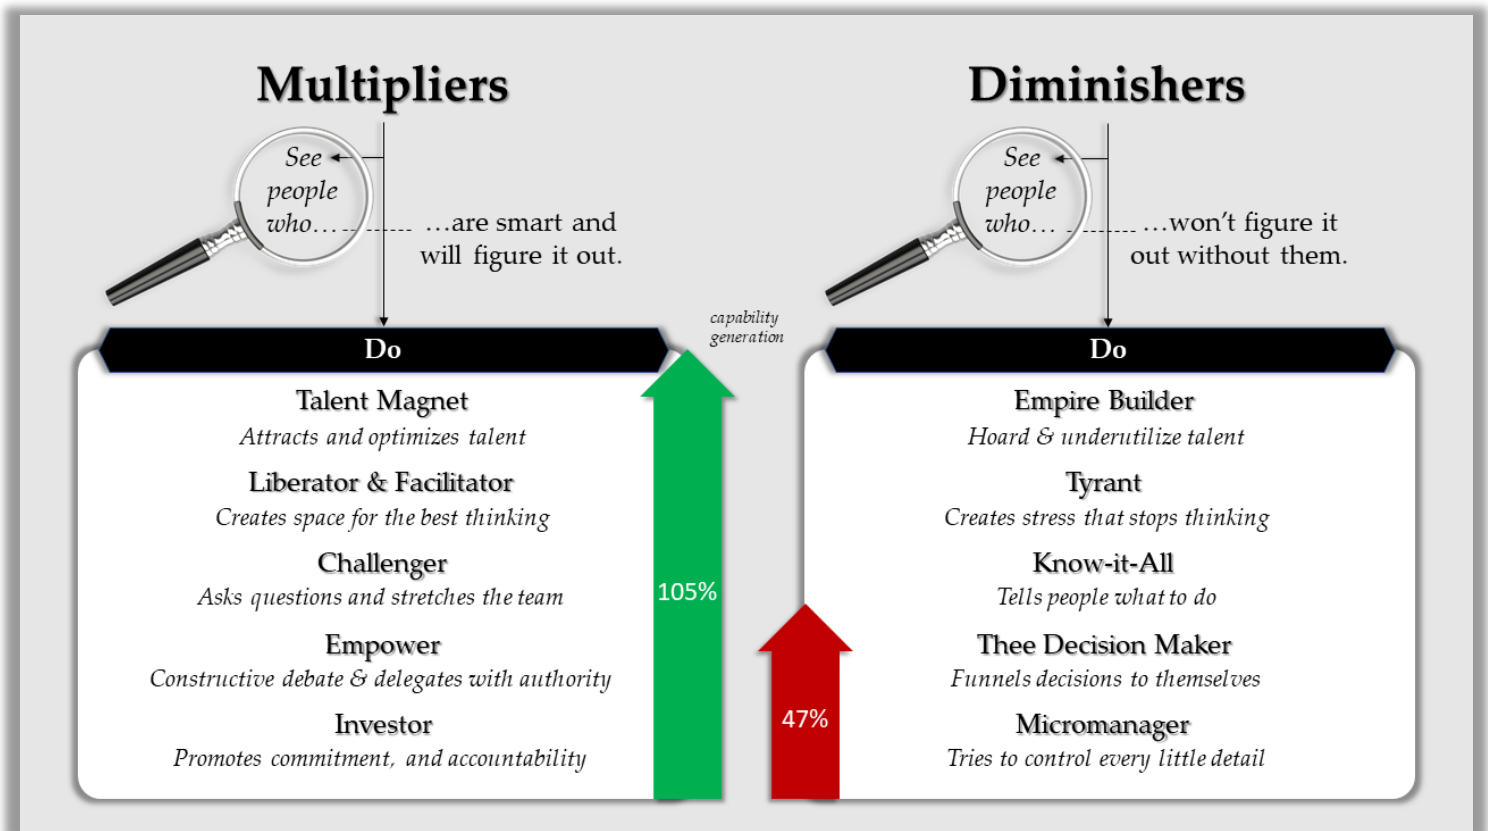 Multipliers
See
people
who…
…are smart and
will figure it out.
Do
Talent Magnet
Attracts and optimizes talent
Liberator & Facilitator
Creates space for the best thinking
Challenger
Asks questions and stretches the team
Empower
Constructive debate & delegates with authority
Investor
Promotes commitment, and accountability
capability
generation
105%
47%
Diminishers
See
people
who…
…won’t figure it
out without them.
Do
Empire Builder
Hoard & underutilize talent
Tyrant
Creates stress that stops thinking
Know-it-All
Tells people what to do
Thee Decision Maker
Funnels decisions to themselves
Micromanager
Tries to control every little detail